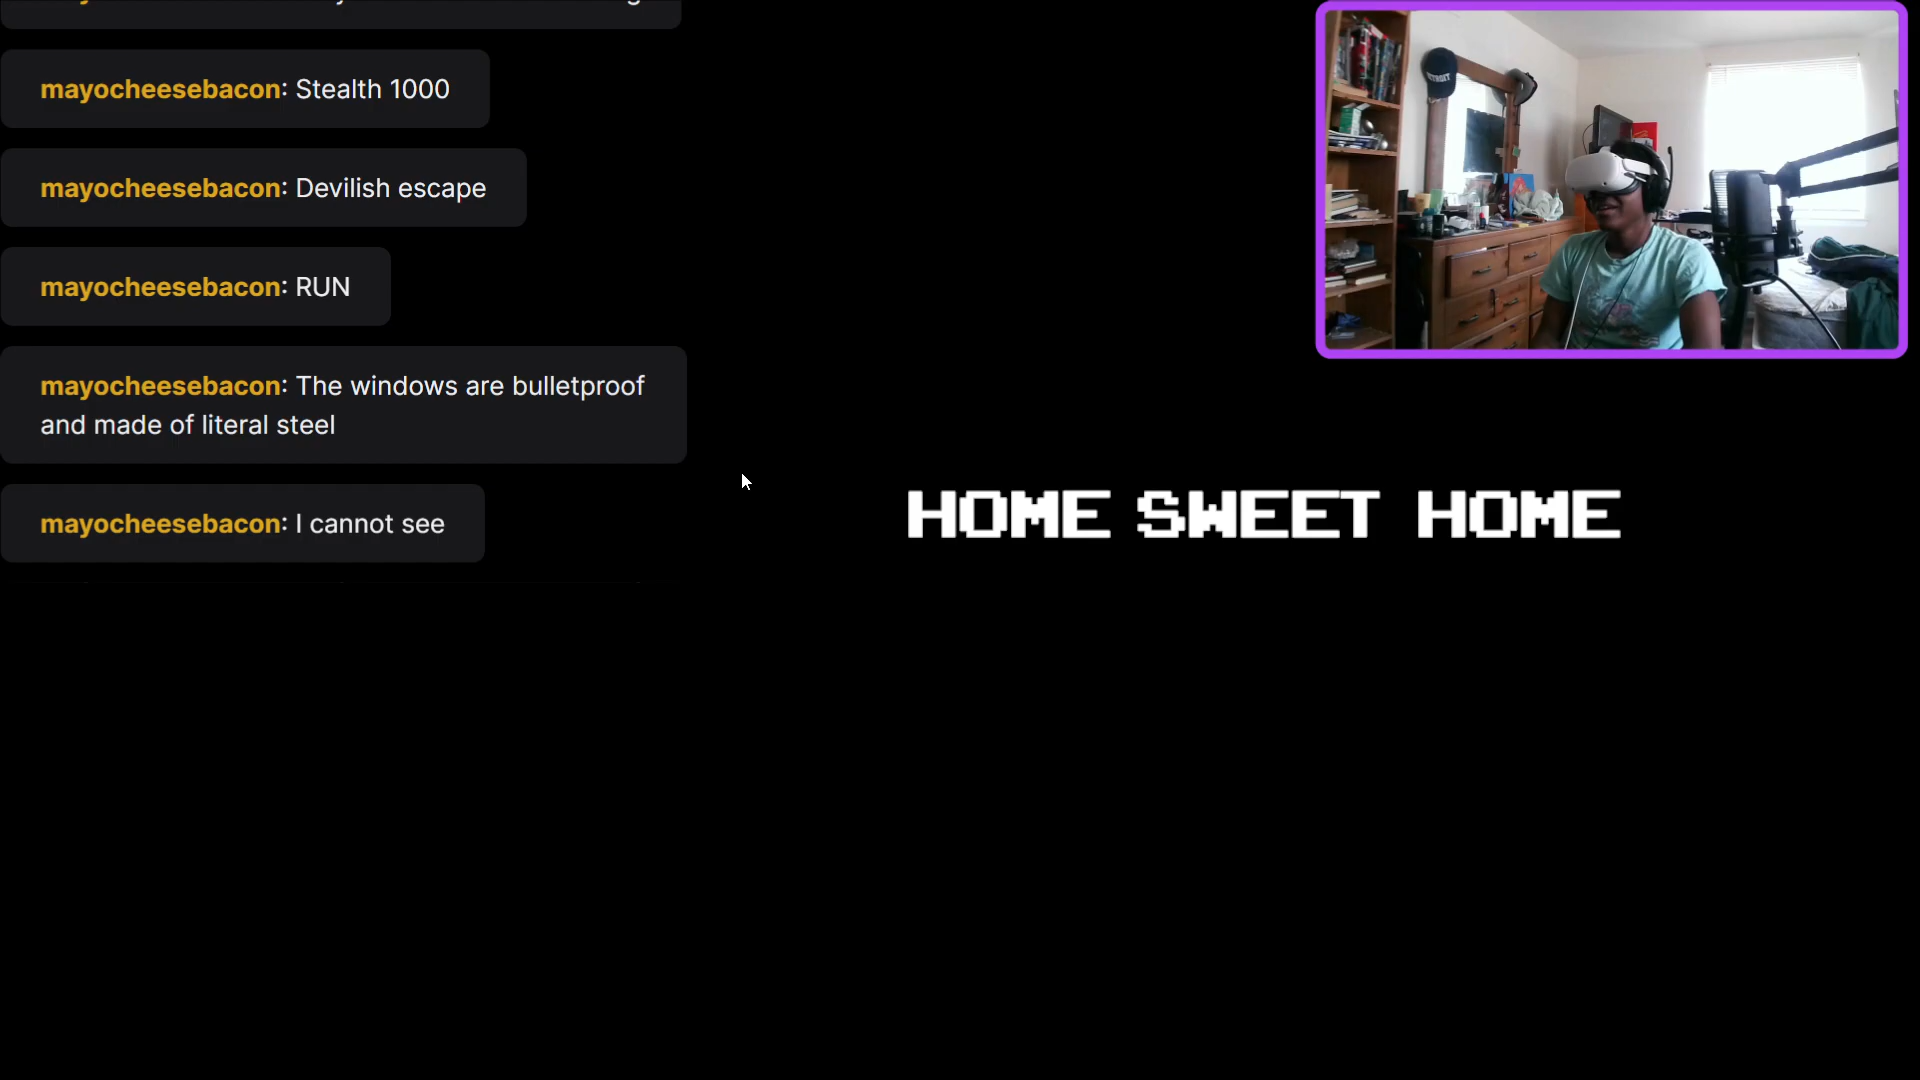 mayocheesebacon: Stealth 1000
mayocheesebacon: Devilish escape
mayocheesebacon: RUN
mayocheesebacon: The windows are bulletproof
and made of literal steel
mayocheesebacon: I cannot see
DETROIT
HOME SWEET HOME